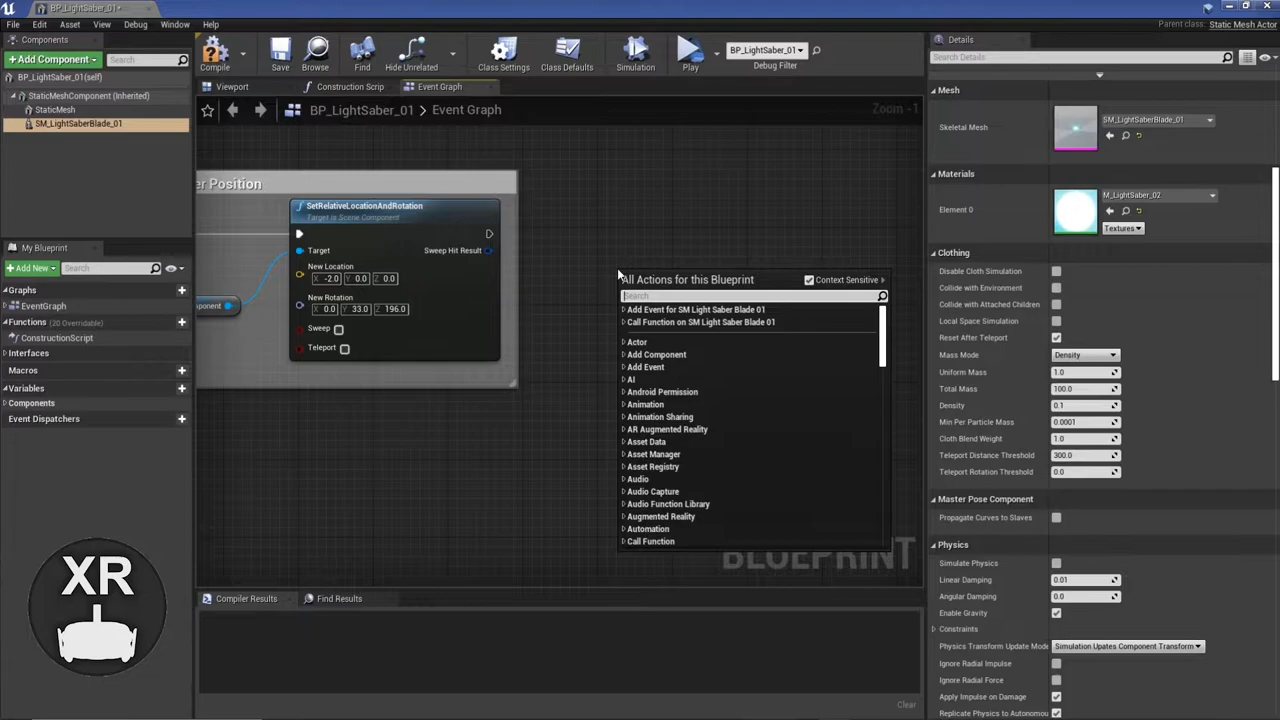 BP_LightSaber_01*
File Edit Asset View Debug Window Help
Parent class: Static Mesh Actor
Components
+ Add Component
Search
BP_LightSaber_01(self)
StaticMeshComponent (Inherited)
StaticMesh
SM_LightSaberBlade_01
My Blueprint
+ Add New
Search
Graphs
EventGraph
Functions (20 Overridable)
ConstructionScript
Interfaces
Macros
Variables
Components
Event Dispatchers
XR
Compile
Save
Browse
Find
Hide Unrelated
Class Settings
Class Defaults
Simulation
Play
BP_LightSaber_01
Debug Filter
Viewport
Construction Scrip
Event Graph
BP_LightSaber_01 > Event Graph
Zoom -1
er Position
SetRelativeLocationAndRotation
Target is Scene Component
Target
Sweep Hit Result
New Location
X -2.0 Y 0.0 Z 0.0
New Rotation
X 0.0 Y 33.0 Z 196.0
Sweep
Teleport
ponent
All Actions for this Blueprint
Context Sensitive
Search
Add Event for SM Light Saber Blade 01
Call Function on SM Light Saber Blade 01
Actor
Add Component
Add Event
AI
Android Permission
Animation
Animation Sharing
AR Augmented Reality
Asset Data
Asset Manager
Asset Registry
Audio
Audio Capture
Audio Function Library
Augmented Reality
Automation
Call Function
BLUEPRINT
Compiler Results
Find Results
Clear
Details
Search Details
Mesh
Skeletal Mesh
SM_LightSaberBlade_01
Materials
Element 0
M_LightSaber_02
Textures
Clothing
Disable Cloth Simulation
Collide with Environment
Collide with Attached Children
Local Space Simulation
Reset After Teleport
Mass Mode Density
Uniform Mass 1.0
Total Mass 100.0
Density 0.1
Min Per Particle Mass 0.0001
Cloth Blend Weight 1.0
Teleport Distance Threshold 300.0
Teleport Rotation Threshold 0.0
Master Pose Component
Propagate Curves to Slaves
Physics
Simulate Physics
Linear Damping 0.01
Angular Damping 0.0
Enable Gravity
Constraints
Physics Transform Update Mode Simulation Upates Component Transform
Ignore Radial Impulse
Ignore Radial Force
Apply Impulse on Damage
Replicate Physics to Autonomou